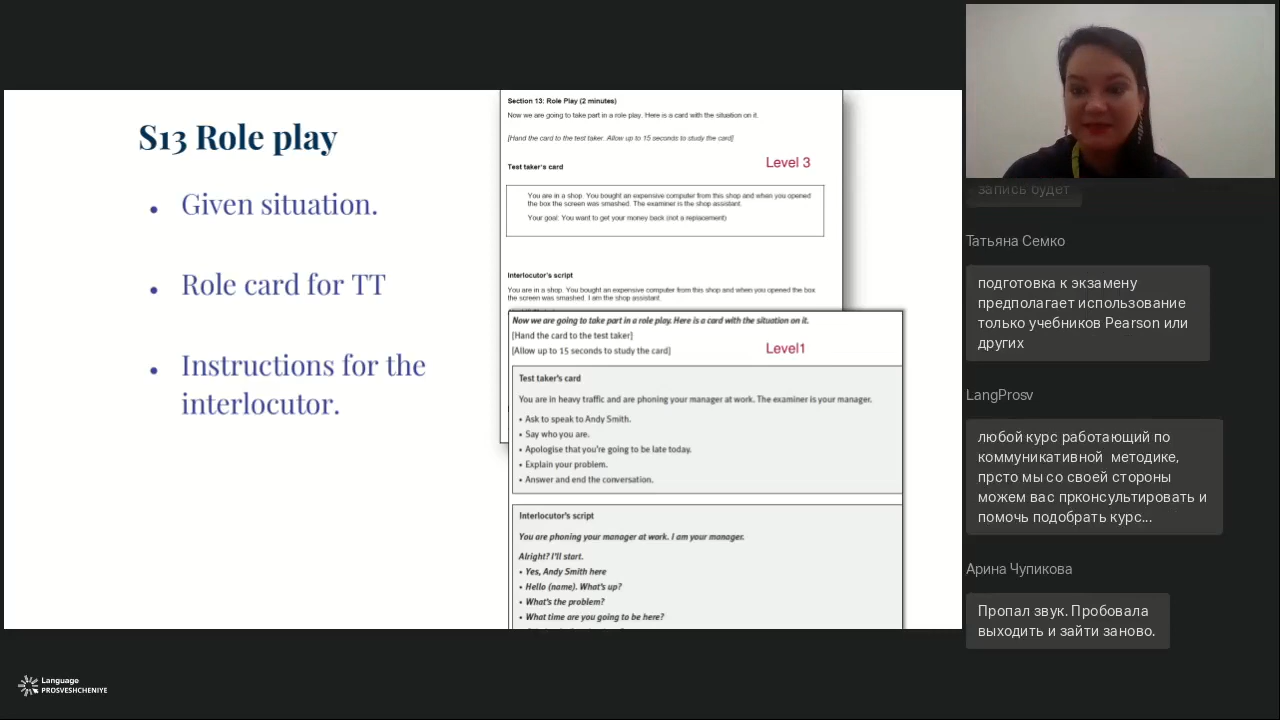 S13 Role play
• Given situation.
• Role card for TT
• Instructions for the
interlocutor.
Section 13: Role Play (2 minutes)
Now we are going to take part in a role play. Here is a card with the situation on it.
[Hand the card to the test taker. Allow up to 15 seconds to study the card]
Level 3
Test taker's card
You are in a shop. You bought an expensive computer from this shop and when you opened
the box the screen was smashed. The examiner is the shop assistant.
Your goal: You want to get your money back (not a replacement)
Interlocutor's script
You are in a shop. You bought an expensive computer from this shop and when you opened the box
the screen was smashed. I am the shop assistant.
Now we are going to take part in a role play. Here is a card with the situation on it.
[Hand the card to the test taker]
[Allow up to 15 seconds to study the card]
Level1
Test taker's card
You are in heavy traffic and are phoning your manager at work. The examiner is your manager.
• Ask to speak to Andy Smith.
• Say who you are.
• Apologise that you're going to be late today.
• Explain your problem.
• Answer and end the conversation.
Interlocutor's script
You are phoning your manager at work. I am your manager.
Alright? I'll start.
• Yes, Andy Smith here
• Hello (name). What's up?
• What's the problem?
• What time are you going to be here?
Language
PROSVESHCHENIYE
запись будет
Татьяна Семко
подготовка к экзамену
предполагает использование
только учебников Pearson или
других
LangProsv
любой курс работающий по
коммуникативной методике,
прсто мы со своей стороны
можем вас прконсультировать и
помочь подобрать курс...
Арина Чупикова
Пропал звук. Пробовала
выходить и зайти заново.